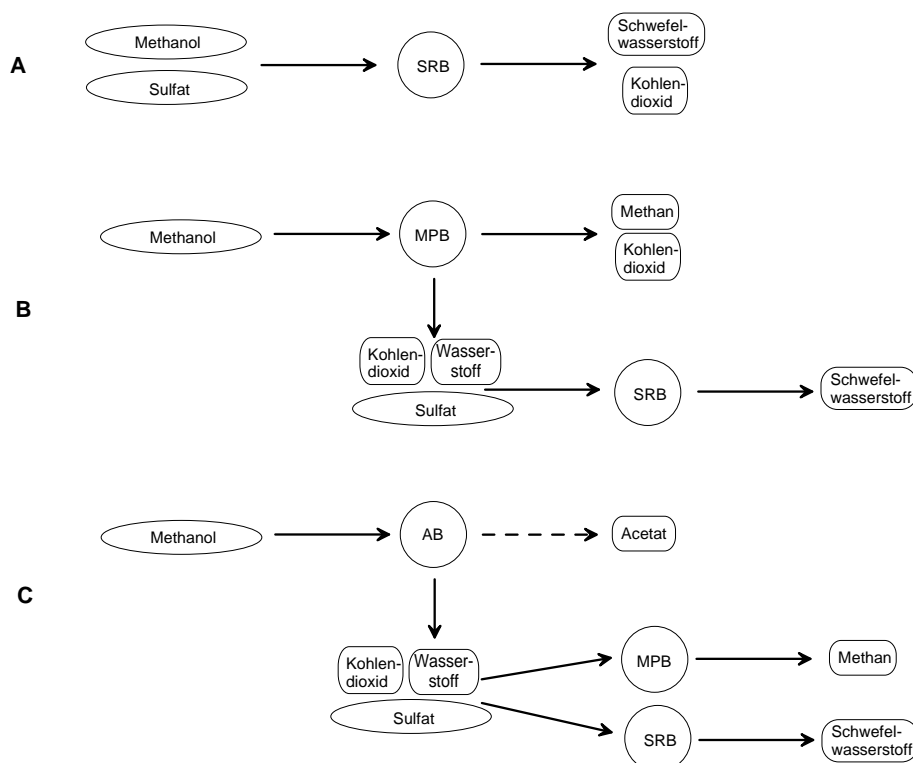 A
Methanol
Sulfat
SRB
Schwefel-
wasserstoff
Kohlen-
dioxid
B
Methanol
MPB
Methan
Kohlen-
dioxid
Kohlen-
dioxid
Wasser-
stoff
Sulfat
SRB
Schwefel-
wasserstoff
C
Methanol
AB
Acetat
Kohlen-
dioxid
Wasser-
stoff
Sulfat
MPB
Methan
SRB
Schwefel-
wasserstoff